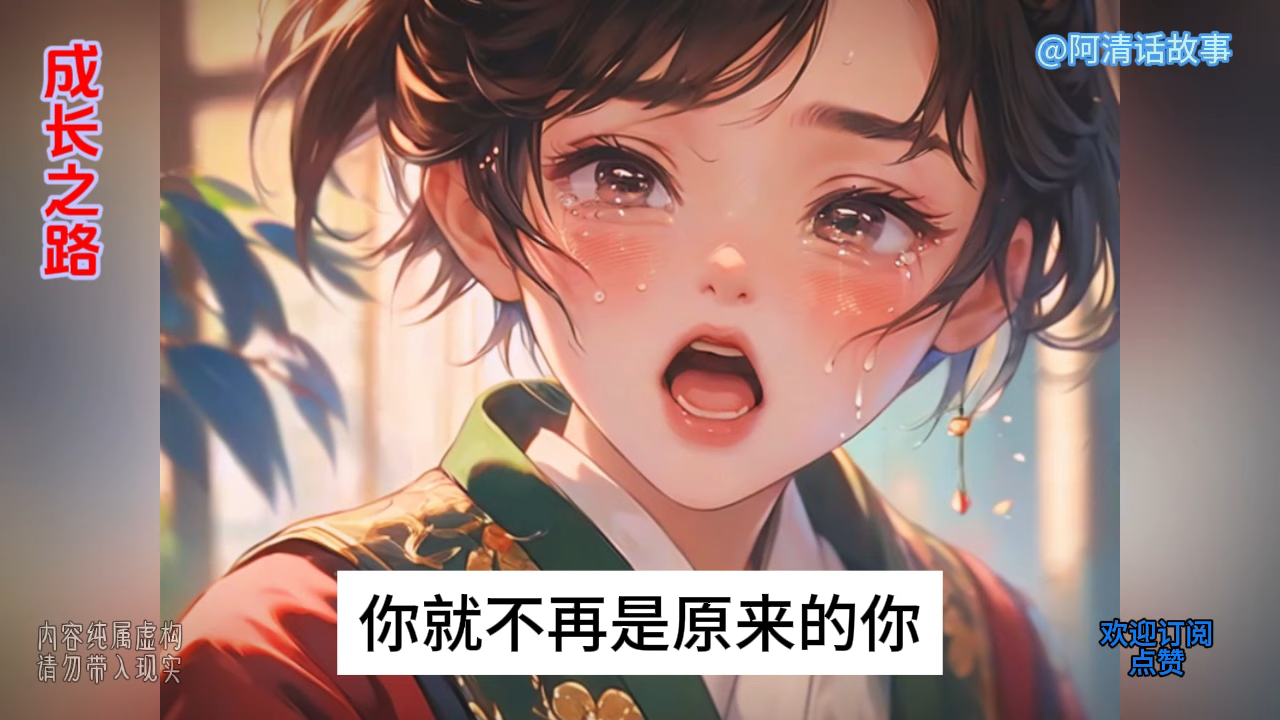 成长之路
@阿清话故事
你就不再是原来的你
内容纯属虚构
请勿带入现实
欢迎订阅
点赞